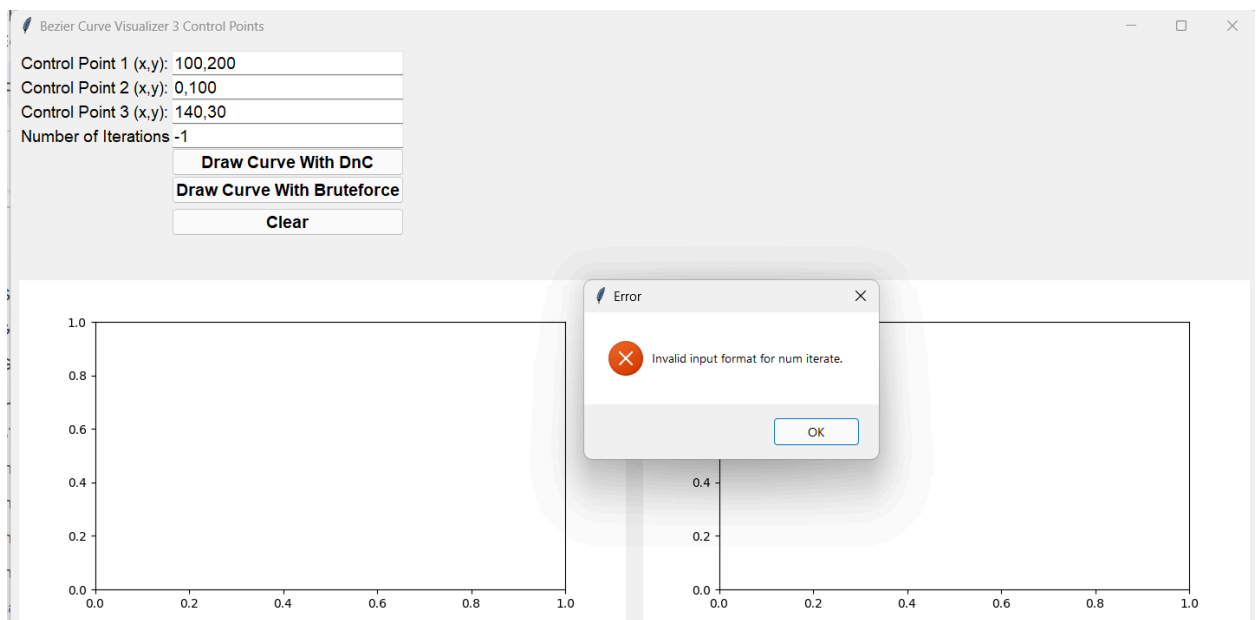 Bezier Curve Visualizer 3 Control Points
Control Point 1 (x,y): 100,200
Control Point 2 (x,y): 0,100
Control Point 3 (x,y): 140,30
Number of Iterations -1
Draw Curve With DnC
Draw Curve With Bruteforce
Clear
Error
Invalid input format for num iterate.
OK
1.0
0.8
0.6
0.4
0.2
0.0
0.0 0.2 0.4 0.6 0.8 1.0
0.4
0.2
0.0
0.0 0.2 0.4 0.6 0.8 1.0